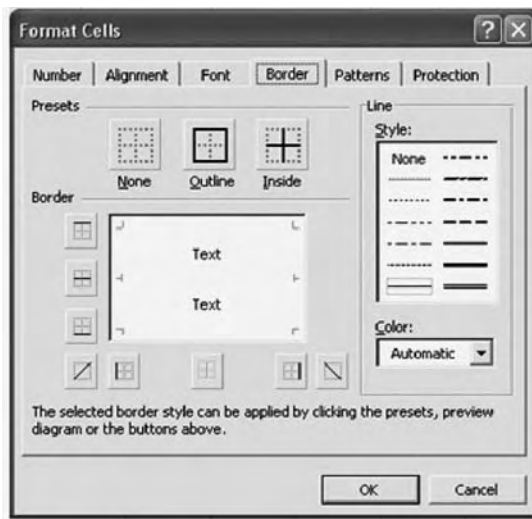 Format Cells
Number Alignment Font Border Patterns Protection
Presets
None Outline Inside
Border
Text
Text
Line
Style:
None
Color:
Automatic
The selected border style can be applied by clicking the presets, preview
diagram or the buttons above.
OK Cancel